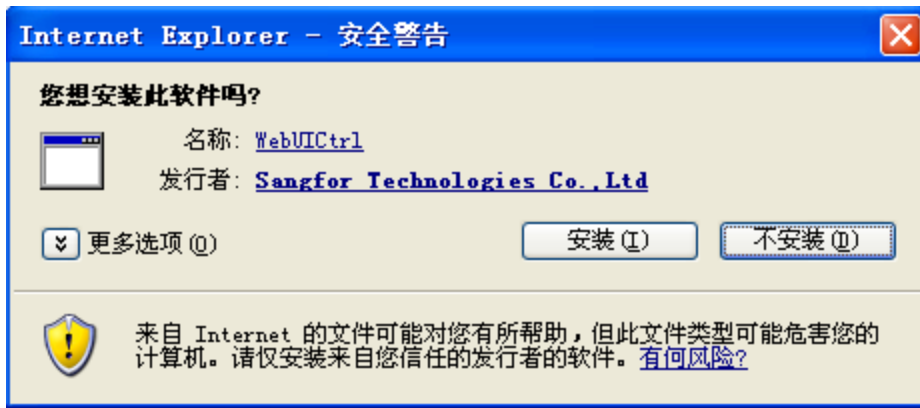 Internet Explorer - 安全警告
您想安装此软件吗?
名称: WebUICtrl
发行者: Sangfor Technologies Co.,Ltd
更多选项(O)
安装(I)
不安装(D)
来自 Internet 的文件可能对您有所帮助，但此文件类型可能危害您的
计算机。请仅安装来自您信任的发行者的软件。有何风险?